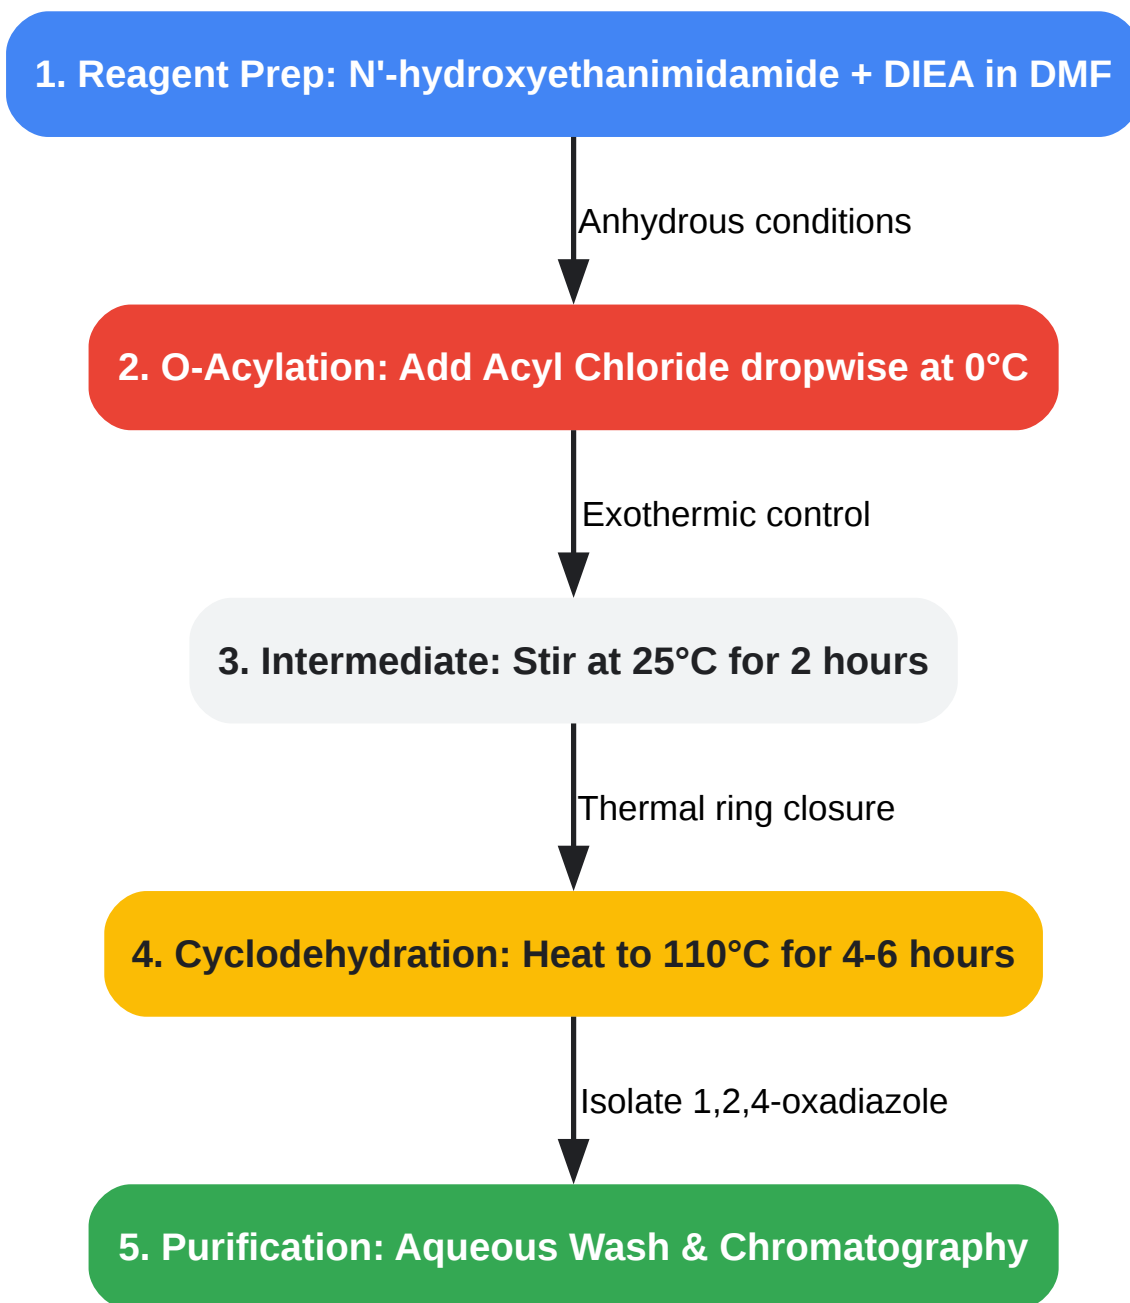 1. Reagent Prep: N'-hydroxyethanimidamide + DIEA in DMF
Anhydrous conditions
2. O-Acylation: Add Acyl Chloride dropwise at 0°C
Exothermic control
3. Intermediate: Stir at 25°C for 2 hours
Thermal ring closure
4. Cyclodehydration: Heat to 110°C for 4-6 hours
Isolate 1,2,4-oxadiazole
5. Purification: Aqueous Wash & Chromatography